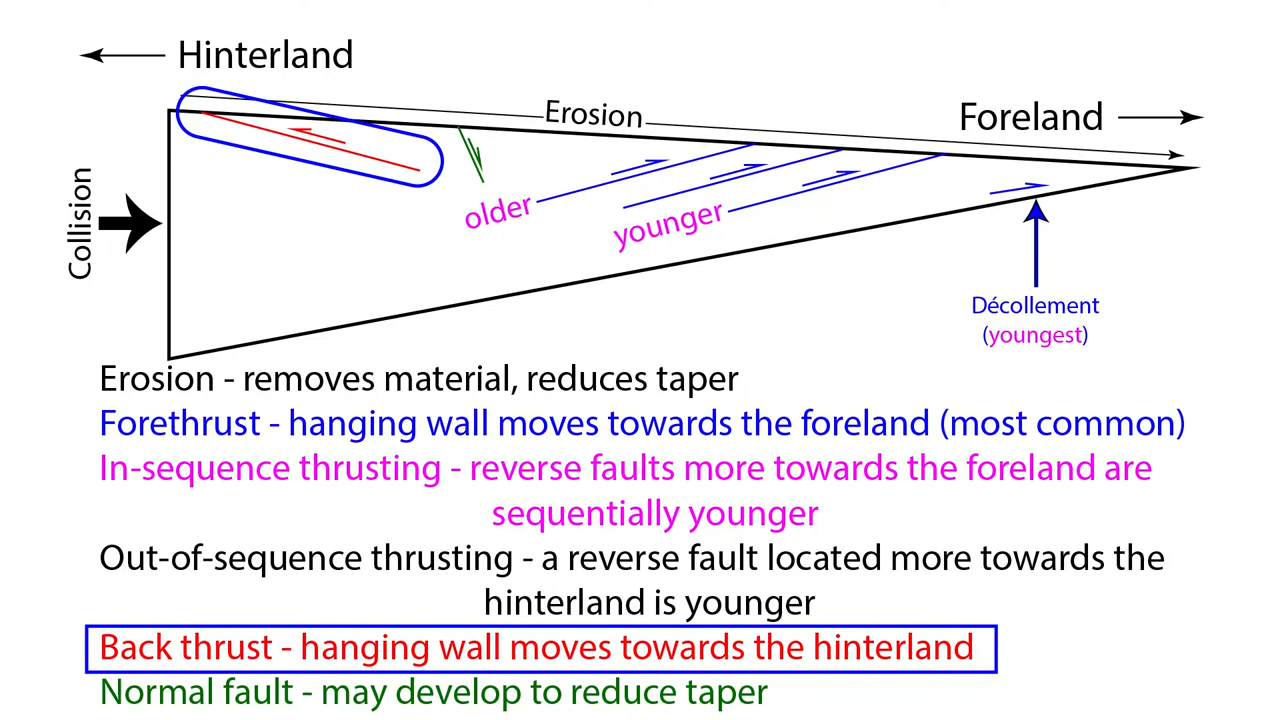 Hinterland
Erosion
Foreland
Collision
older
younger
Décollement
(youngest)
Erosion - removes material, reduces taper
Forethrust - hanging wall moves towards the foreland (most common)
In-sequence thrusting - reverse faults more towards the foreland are
sequentially younger
Out-of-sequence thrusting - a reverse fault located more towards the
hinterland is younger
Back thrust - hanging wall moves towards the hinterland
Normal fault - may develop to reduce taper